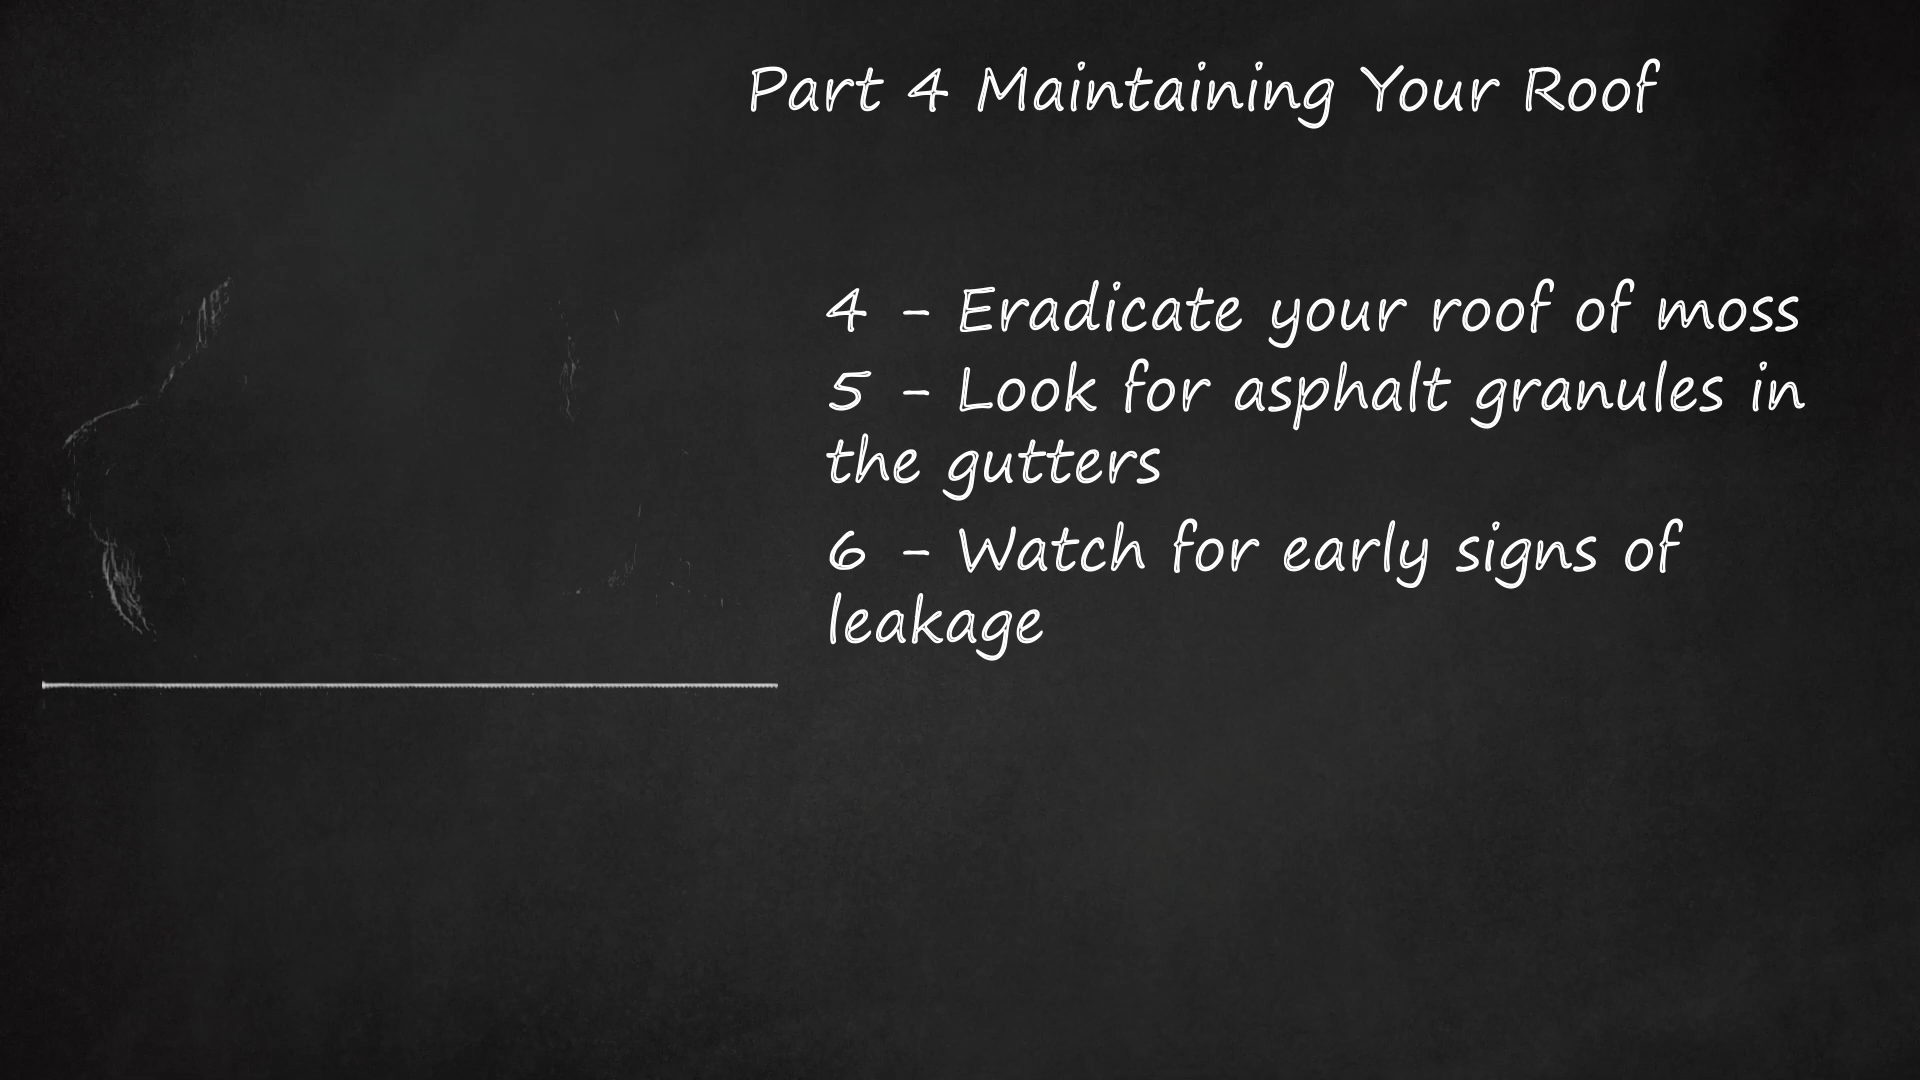 Part 4 Maintaining Your Roof
4 - Eradicate your roof of moss
5 - Look for asphalt granules in
the gutters
6 - Watch for early signs of
leakage